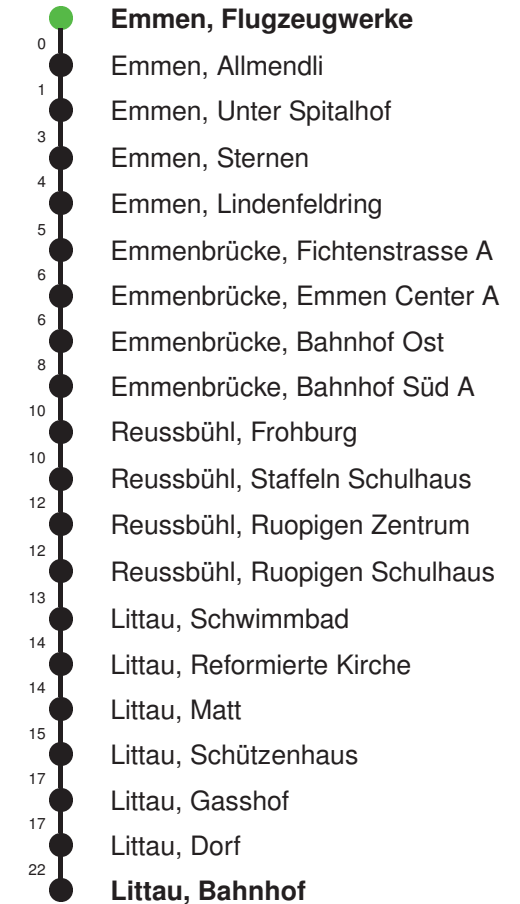 Emmen, Flugzeugwerke
0
Emmen, Allmendli
1
Emmen, Unter Spitalhof
3
Emmen, Sternen
4
Emmen, Lindenfeldring
5
Emmenbrücke, Fichtenstrasse A
6
Emmenbrücke, Emmen Center A
6
Emmenbrücke, Bahnhof Ost
8
Emmenbrücke, Bahnhof Süd A
10
Reussbühl, Frohburg
10
Reussbühl, Staffeln Schulhaus
12
Reussbühl, Ruopigen Zentrum
12
Reussbühl, Ruopigen Schulhaus
13
Littau, Schwimmbad
14
Littau, Reformierte Kirche
14
Littau, Matt
15
Littau, Schützenhaus
17
Littau, Gasshof
17
Littau, Dorf
22
Littau, Bahnhof